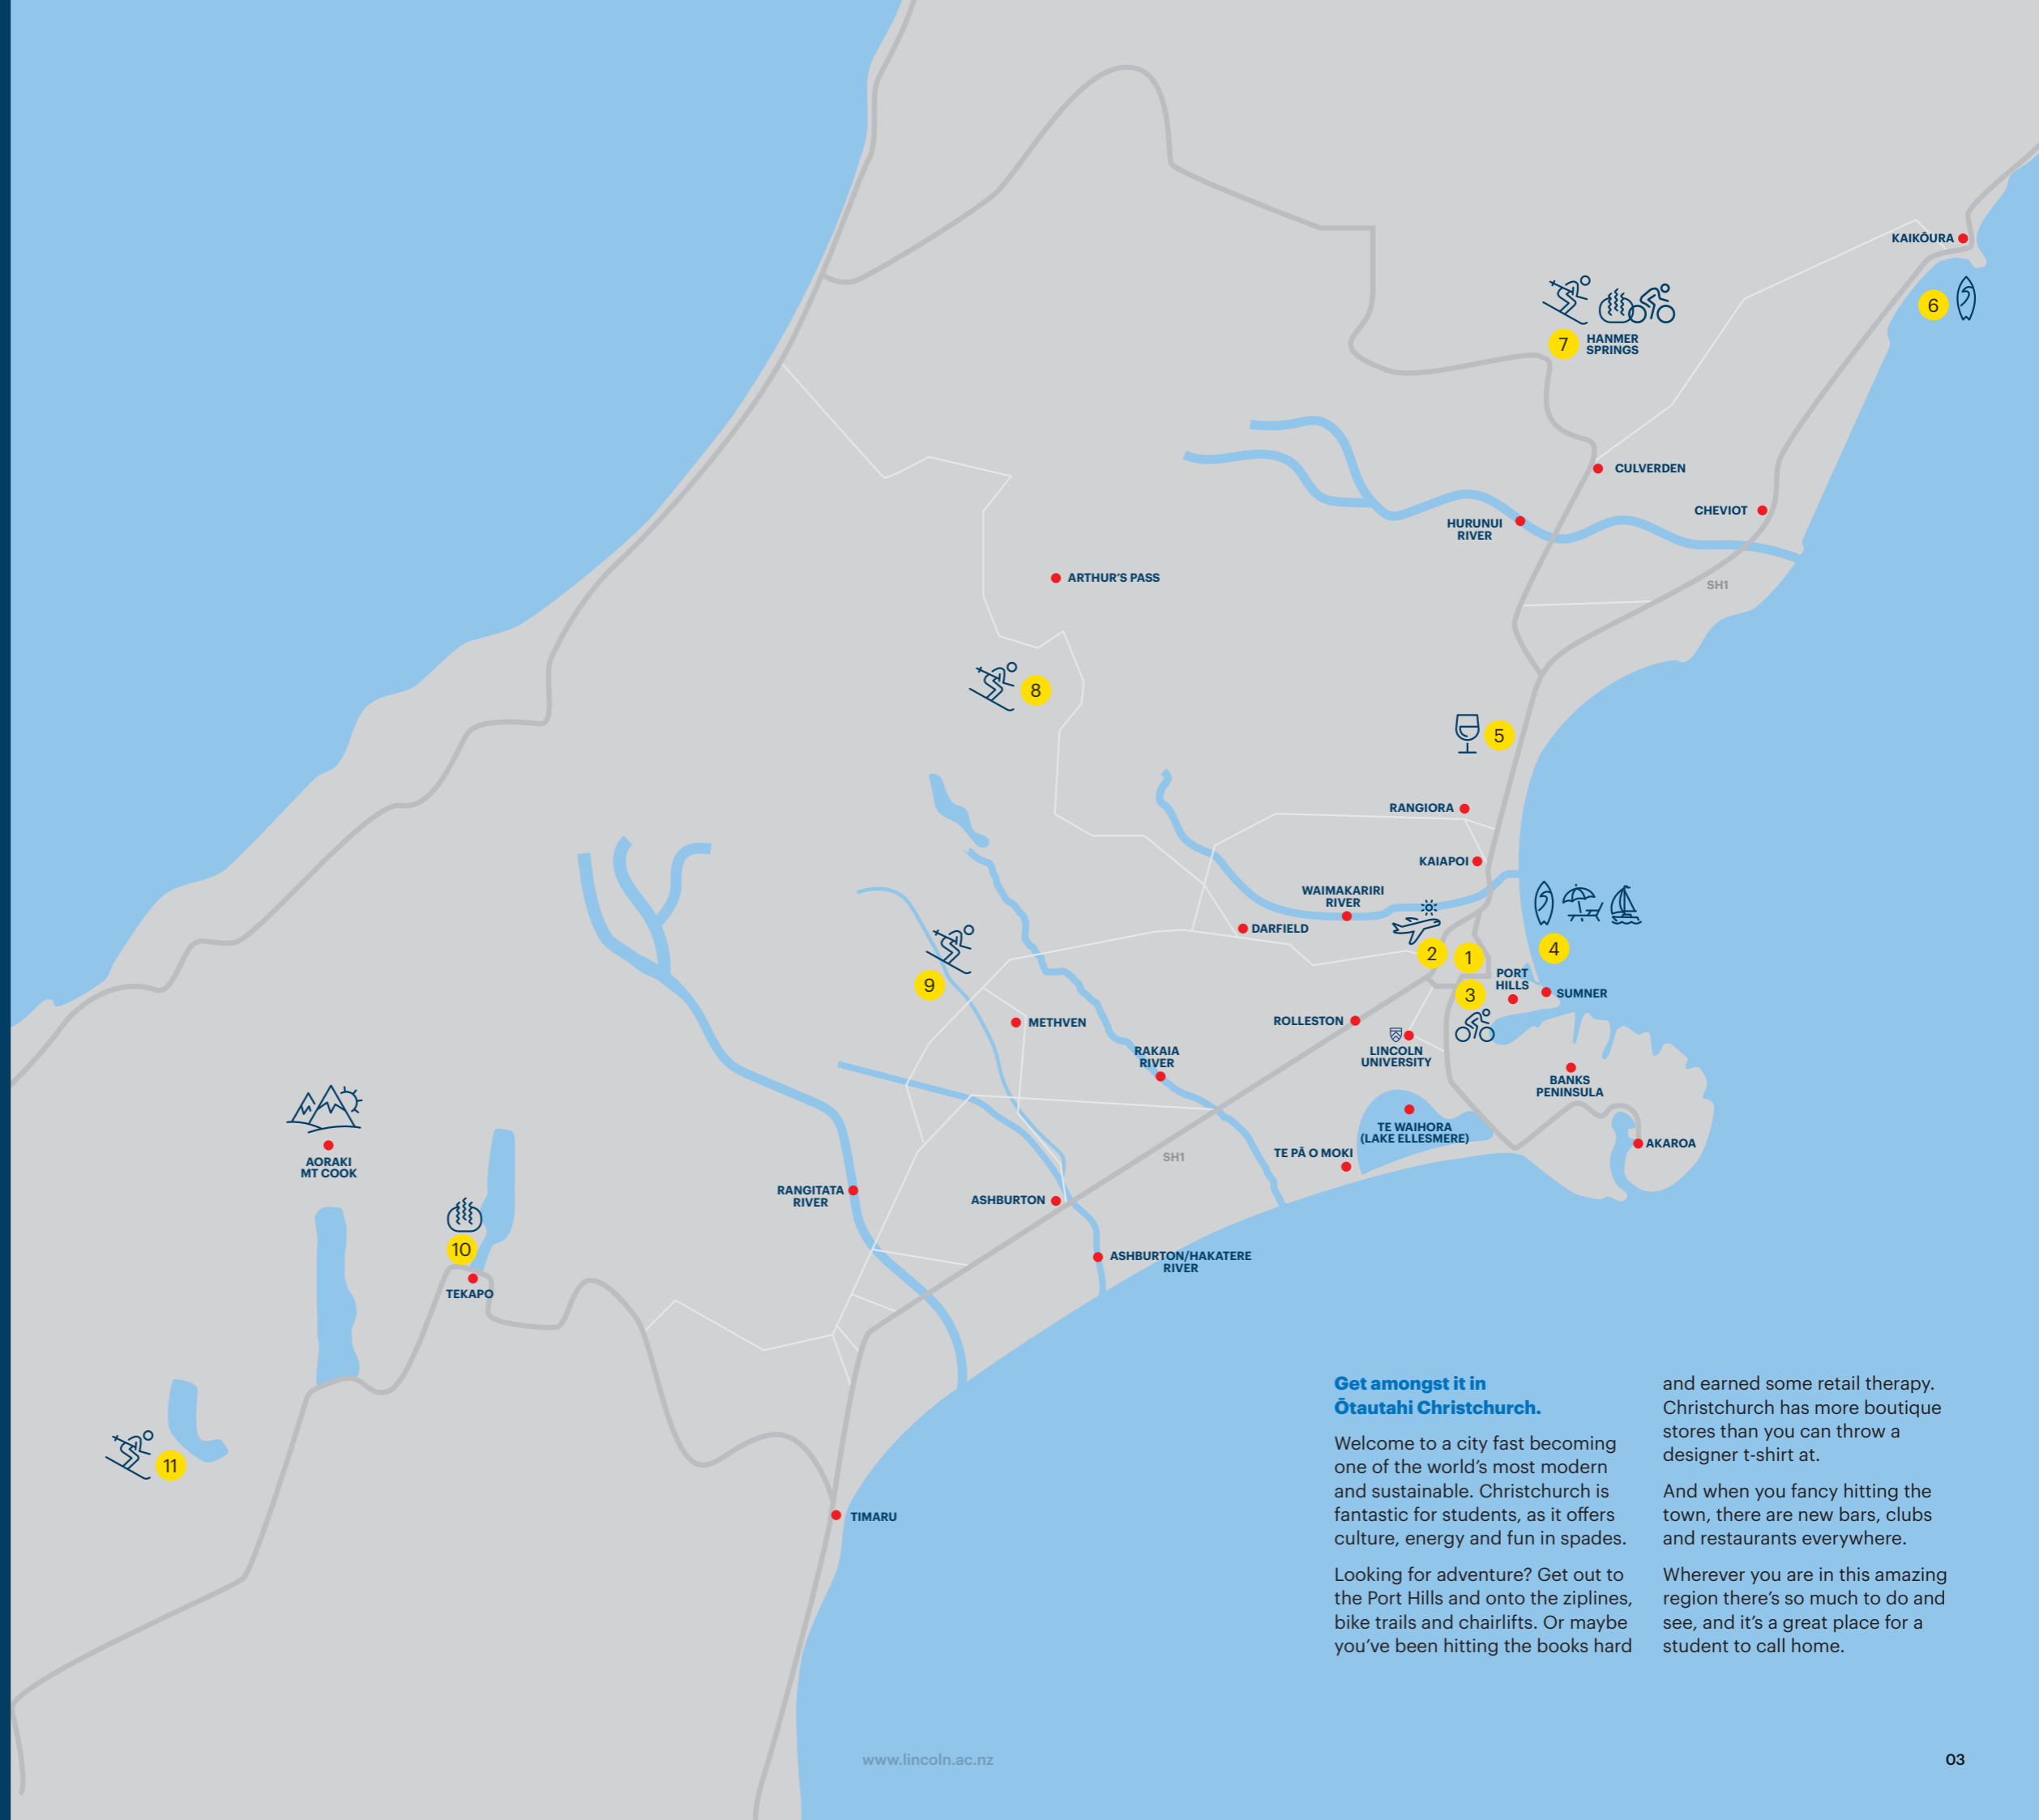 KAIKŌURA
6
7
HANMER
SPRINGS
CULVERDEN
CHEVIOT
HURUNUI
RIVER
ARTHUR'S PASS
SH1
8
5
RANGIORA
KAIAPOI
WAIMAKARIRI
RIVER
DARFIELD
2
1
4
PORT
HILLS
3
SUMNER
9
METHVEN
ROLLESTON
LINCOLN
UNIVERSITY
RAKAIA
RIVER
BANKS
PENINSULA
TE WAIHORA
(LAKE ELLESMERE)
AKAROA
TE PĀ O MOKI
SH1
AORAKI
MT COOK
RANGITATA
RIVER
ASHBURTON
10
TEKAPO
ASHBURTON/HAKATERE
RIVER
11
TIMARU
Get amongst it in
Ōtautahi Christchurch.
Welcome to a city fast becoming
one of the world's most modern
and sustainable. Christchurch is
fantastic for students, as it offers
culture, energy and fun in spades.
Looking for adventure? Get out to
the Port Hills and onto the ziplines,
bike trails and chairlifts. Or maybe
you've been hitting the books hard
and earned some retail therapy.
Christchurch has more boutique
stores than you can throw a
designer t-shirt at.
And when you fancy hitting the
town, there are new bars, clubs
and restaurants everywhere.
Wherever you are in this amazing
region there's so much to do and
see, and it's a great place for a
student to call home.
www.lincoln.ac.nz
03